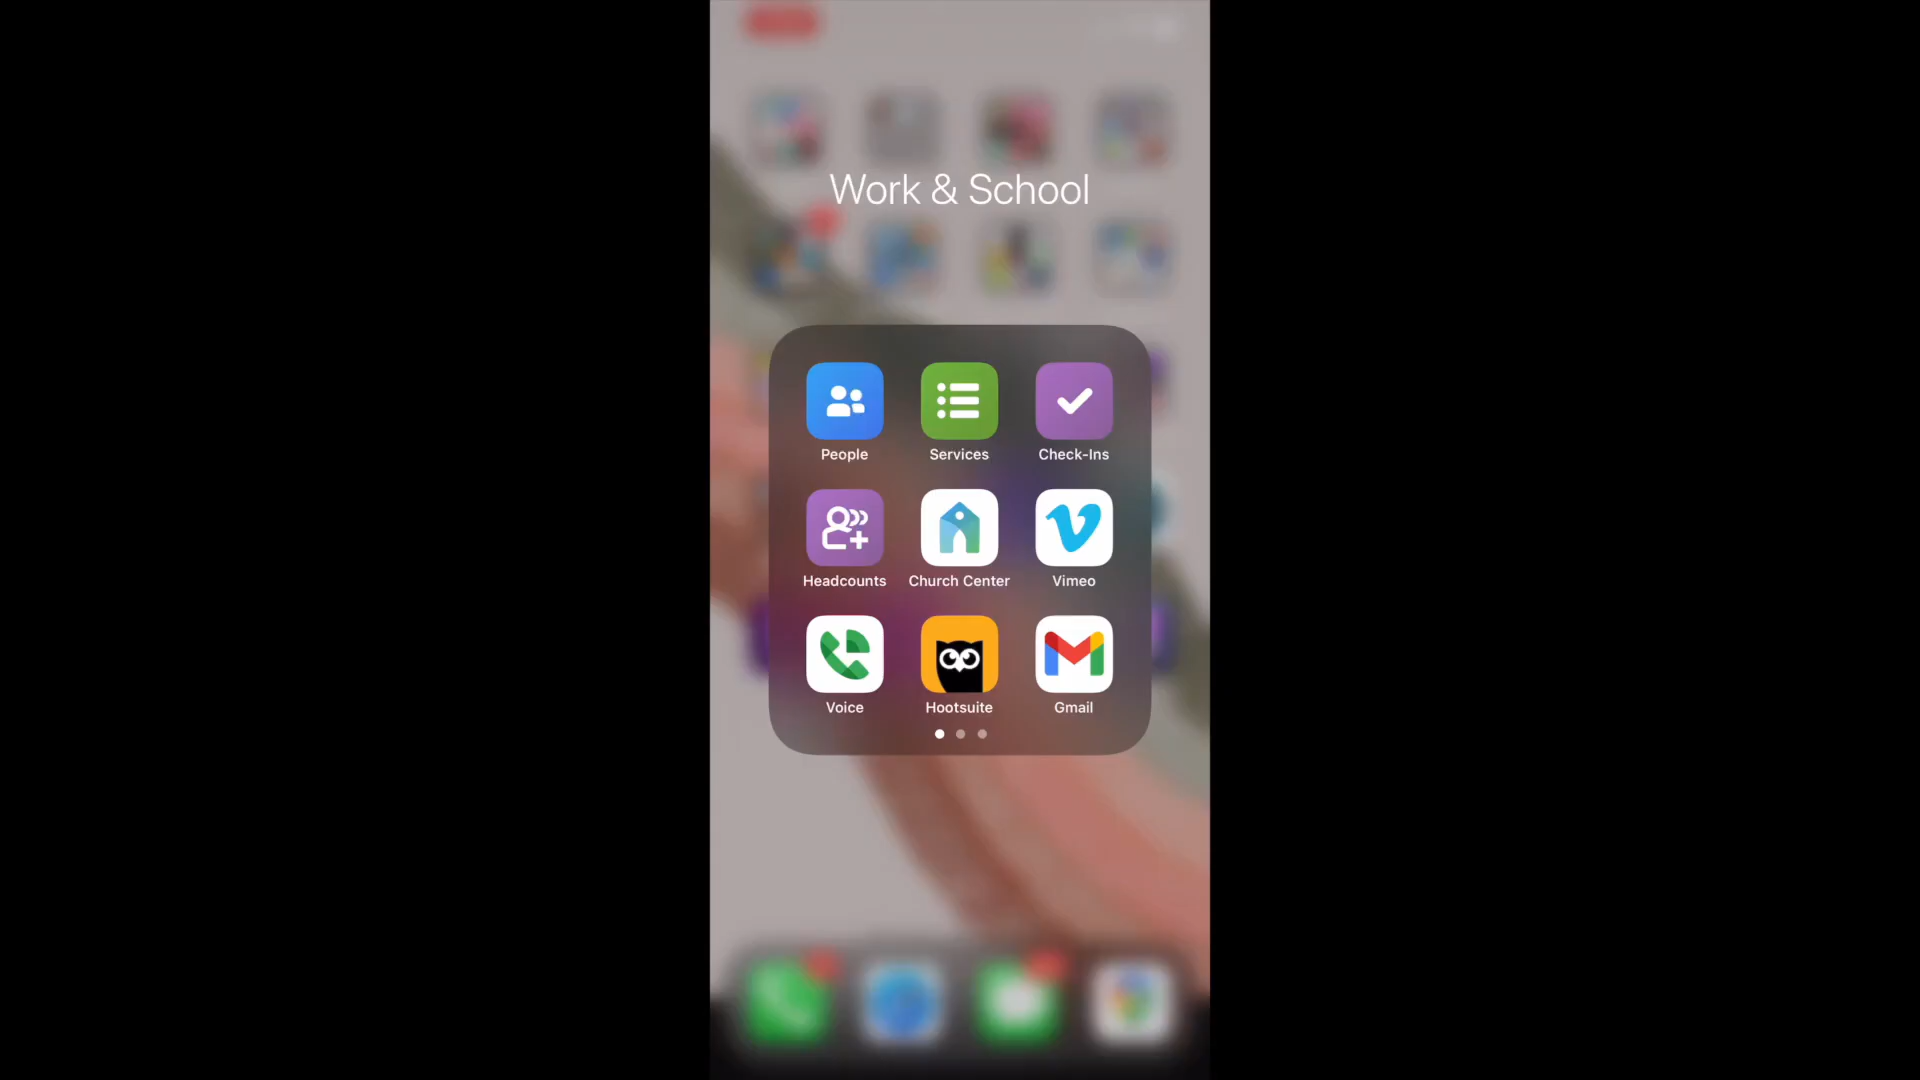 Work & School
People Services Check-Ins
Headcounts Church Center Vimeo
Voice Hootsuite Gmail